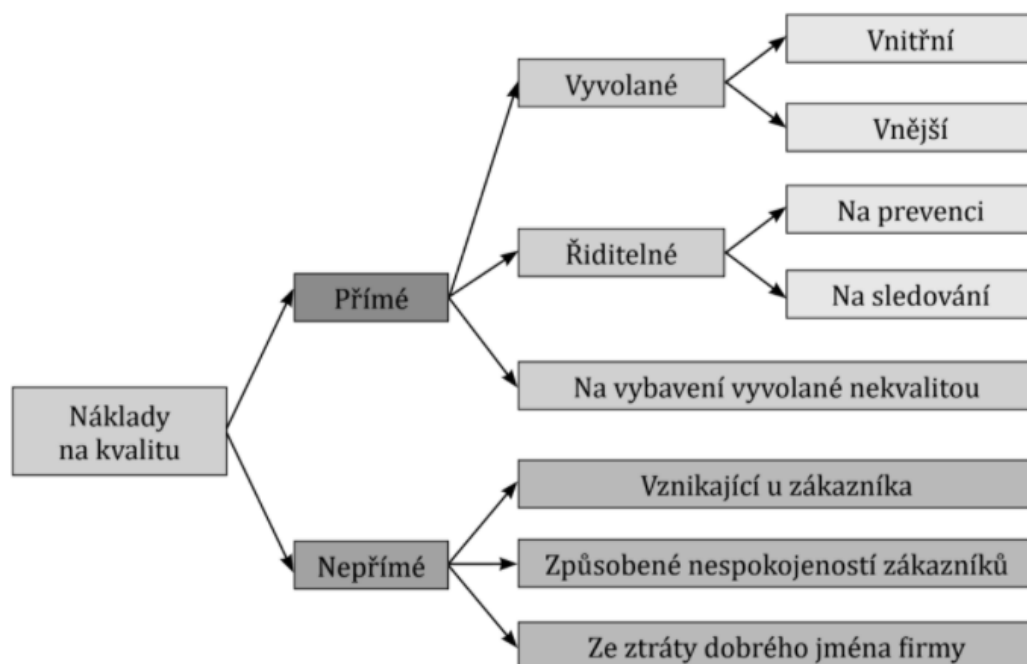 Vnitřní
Vyvolané
Vnější
Na prevenci
Řiditelné
Přímé
Na sledování
Na vybavení vyvolané nekvalitou
Náklady
na kvalitu
Vznikající u zákazníka
Nepřímé
Způsobené nespokojeností zákazníků
Ze ztráty dobrého jména firmy